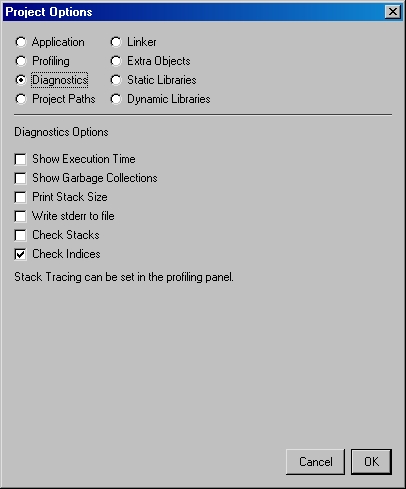 Project Options
Application
Linker
Profiling
Extra Objects
Diagnostics
Static Libraries
Project Paths
Dynamic Libraries
Diagnostics Options
Show Execution Time
Show Garbage Collections
Print Stack Size
Write stderr to file
Check Stacks
Check Indices
Stack Tracing can be set in the profiling panel.
Cancel
OK